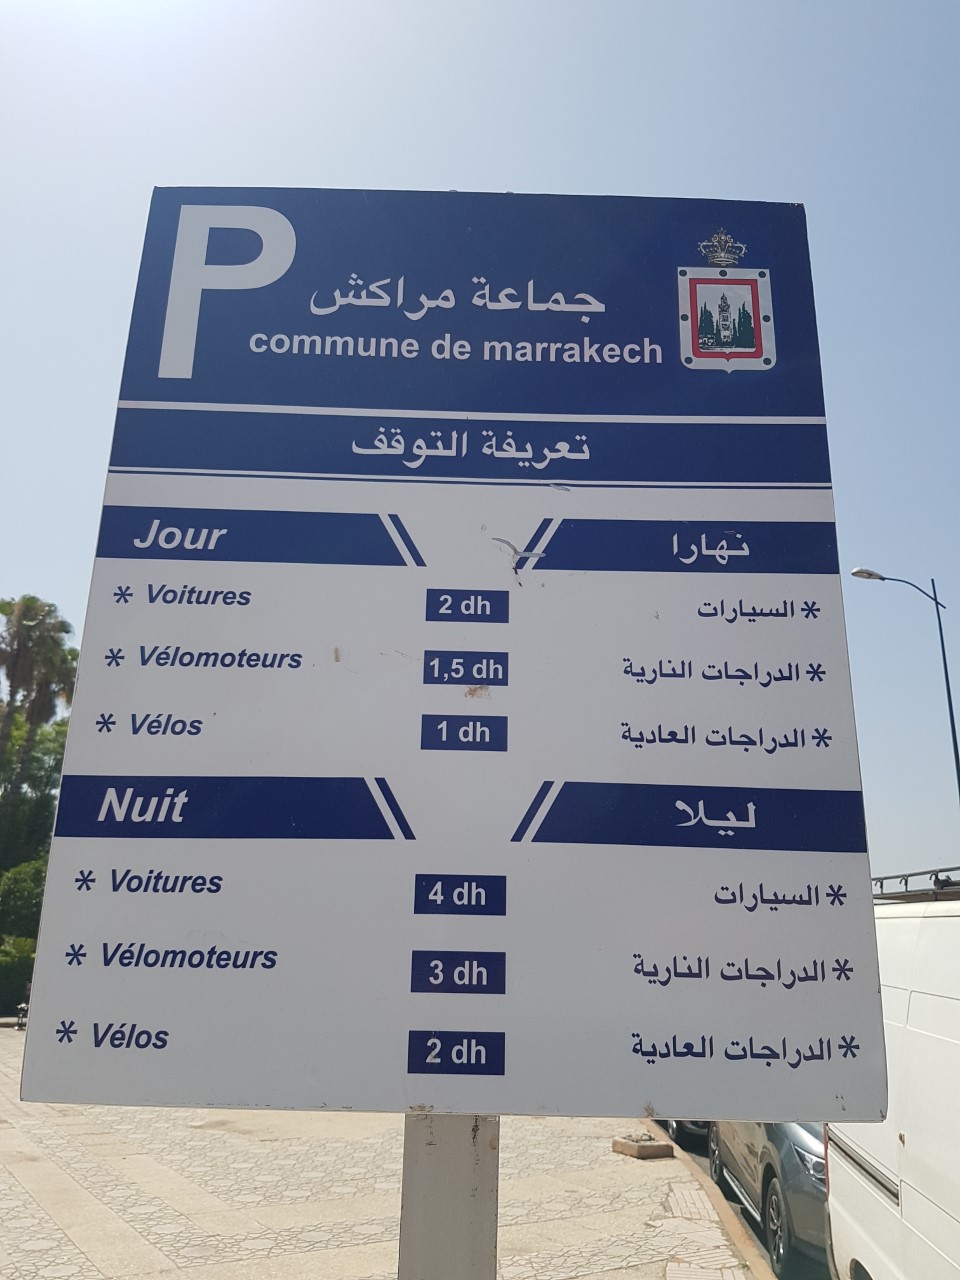 P
جماعة مراكش
commune de marrakech
تعريفة التوقف
Jour نهارا
* Voitures 2 dh السيارات *
* Vélomoteurs 1,5 dh الدراجات النارية *
* Vélos 1 dh الدراجات العادية *
Nuit ليلا
* Voitures 4 dh السيارات *
* Vélomoteurs 3 dh الدراجات النارية *
* Vélos 2 dh الدراجات العادية *